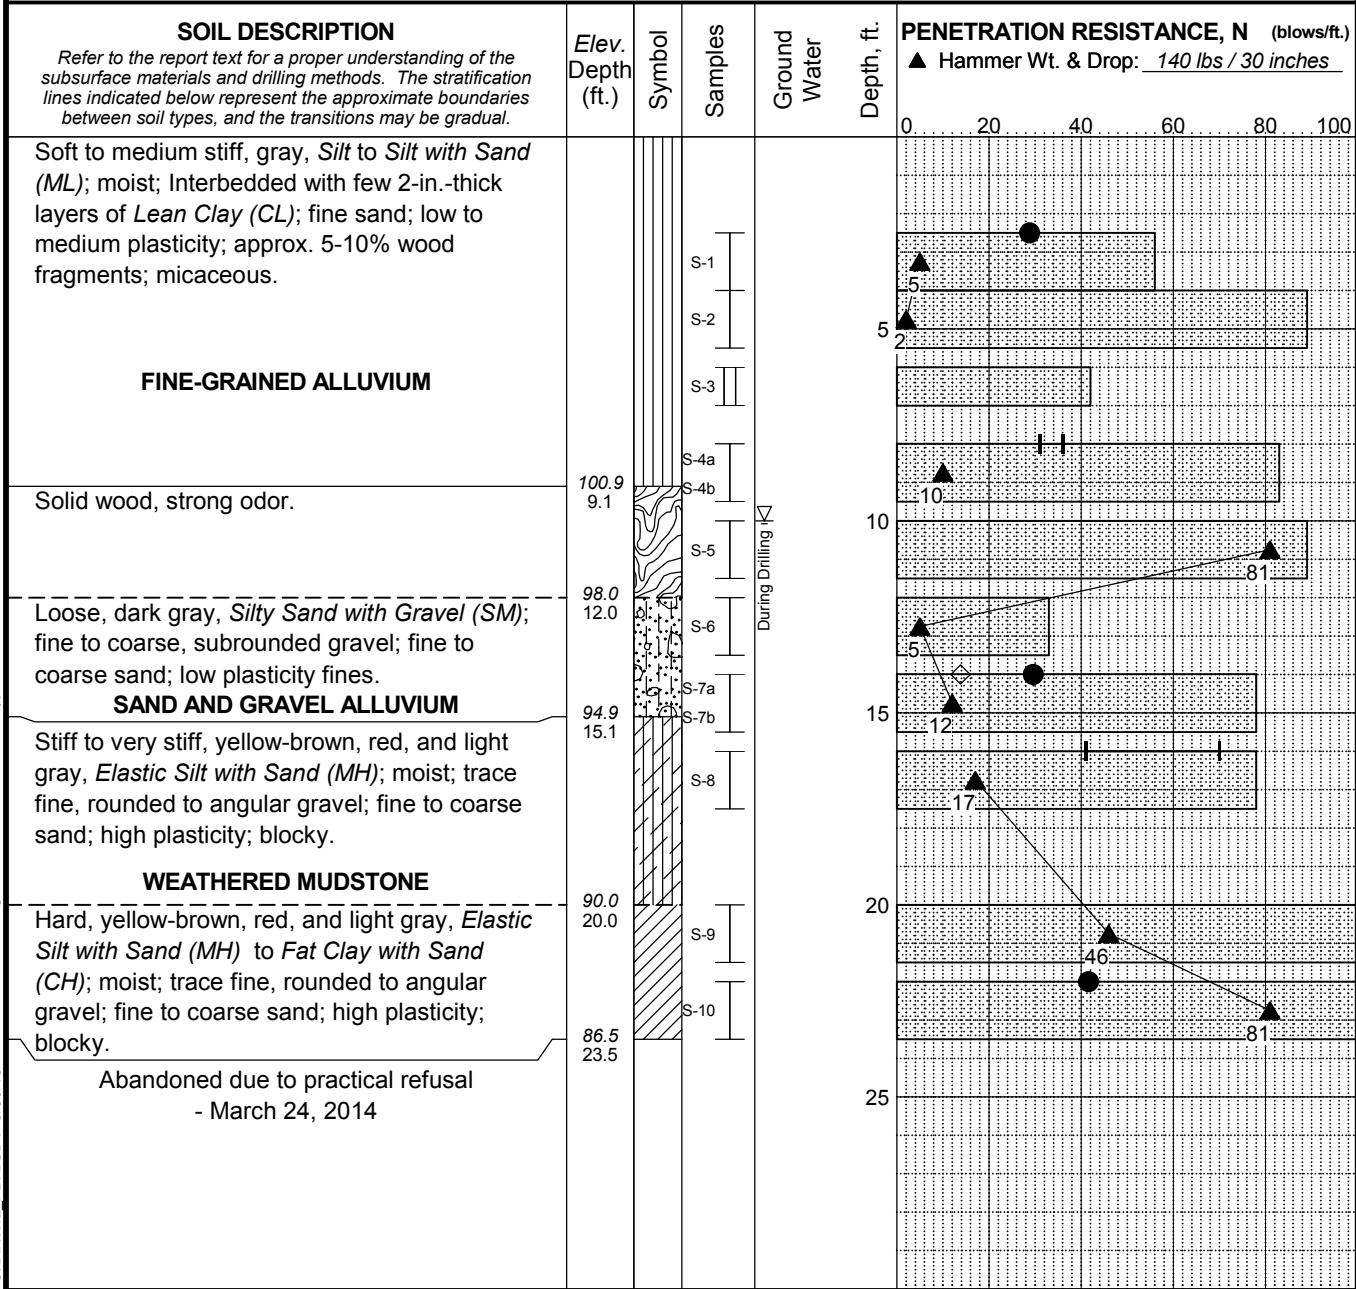 SOIL DESCRIPTION
Refer to the report text for a proper understanding of the
subsurface materials and drilling methods. The stratification
lines indicated below represent the approximate boundaries
between soil types, and the transitions may be gradual.
Elev.
Depth
(ft.)
Symbol
Samples
Ground
Water
Depth, ft.
PENETRATION RESISTANCE, N (blows/ft.)
▲ Hammer Wt. & Drop: 140 lbs / 30 inches
0 20 40 60 80 100
Soft to medium stiff, gray, Silt to Silt with Sand
(ML); moist; Interbedded with few 2-in.-thick
layers of Lean Clay (CL); fine sand; low to
medium plasticity; approx. 5-10% wood
fragments; micaceous.
FINE-GRAINED ALLUVIUM
100.9
9.1
Solid wood, strong odor.
98.0
12.0
Loose, dark gray, Silty Sand with Gravel (SM);
fine to coarse, subrounded gravel; fine to
coarse sand; low plasticity fines.
SAND AND GRAVEL ALLUVIUM
94.9
15.1
Stiff to very stiff, yellow-brown, red, and light
gray, Elastic Silt with Sand (MH); moist; trace
fine, rounded to angular gravel; fine to coarse
sand; high plasticity; blocky.
WEATHERED MUDSTONE
90.0
20.0
Hard, yellow-brown, red, and light gray, Elastic
Silt with Sand (MH) to Fat Clay with Sand
(CH); moist; trace fine, rounded to angular
gravel; fine to coarse sand; high plasticity;
blocky.
86.5
23.5
Abandoned due to practical refusal
- March 24, 2014
S-1
S-2
S-3
S-4a
S-4b
S-5
S-6
S-7a
S-7b
S-8
S-9
S-10
During Drilling
5
10
15
20
25
5
2
10
81
5
12
17
46
81